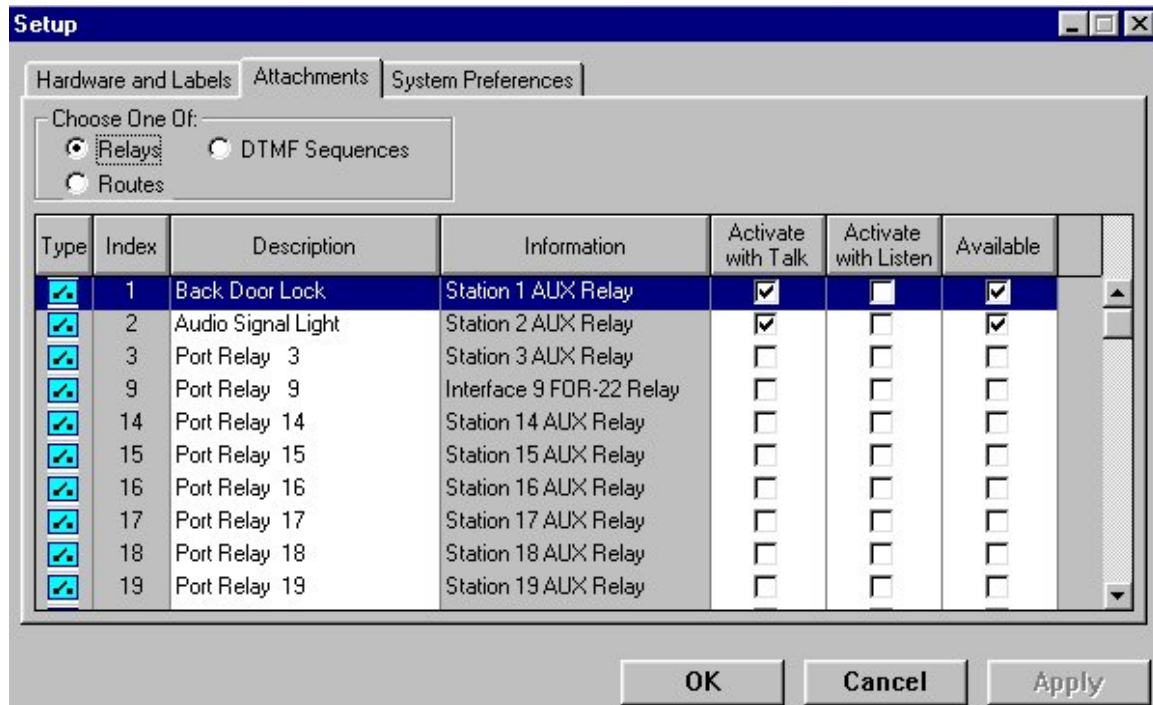 Setup
Hardware and Labels Attachments System Preferences
Choose One Of:
Relays DTMF Sequences
Routes
Type Index Description Information Activate with Talk Activate with Listen Available
1 Back Door Lock Station 1 AUX Relay
2 Audio Signal Light Station 2 AUX Relay
3 Port Relay 3 Station 3 AUX Relay
9 Port Relay 9 Interface 9 FOR-22 Relay
14 Port Relay 14 Station 14 AUX Relay
15 Port Relay 15 Station 15 AUX Relay
16 Port Relay 16 Station 16 AUX Relay
17 Port Relay 17 Station 17 AUX Relay
18 Port Relay 18 Station 18 AUX Relay
19 Port Relay 19 Station 19 AUX Relay
OK Cancel Apply